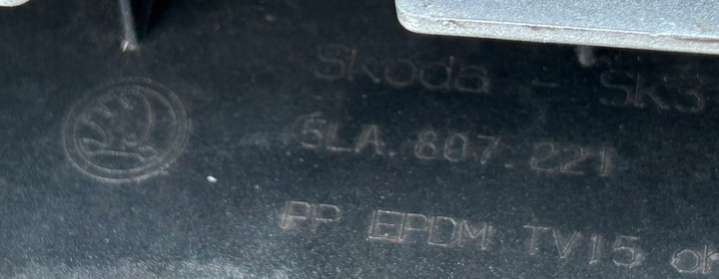 Skoda - SK3
5LA.807.221
PP EPDM TV15